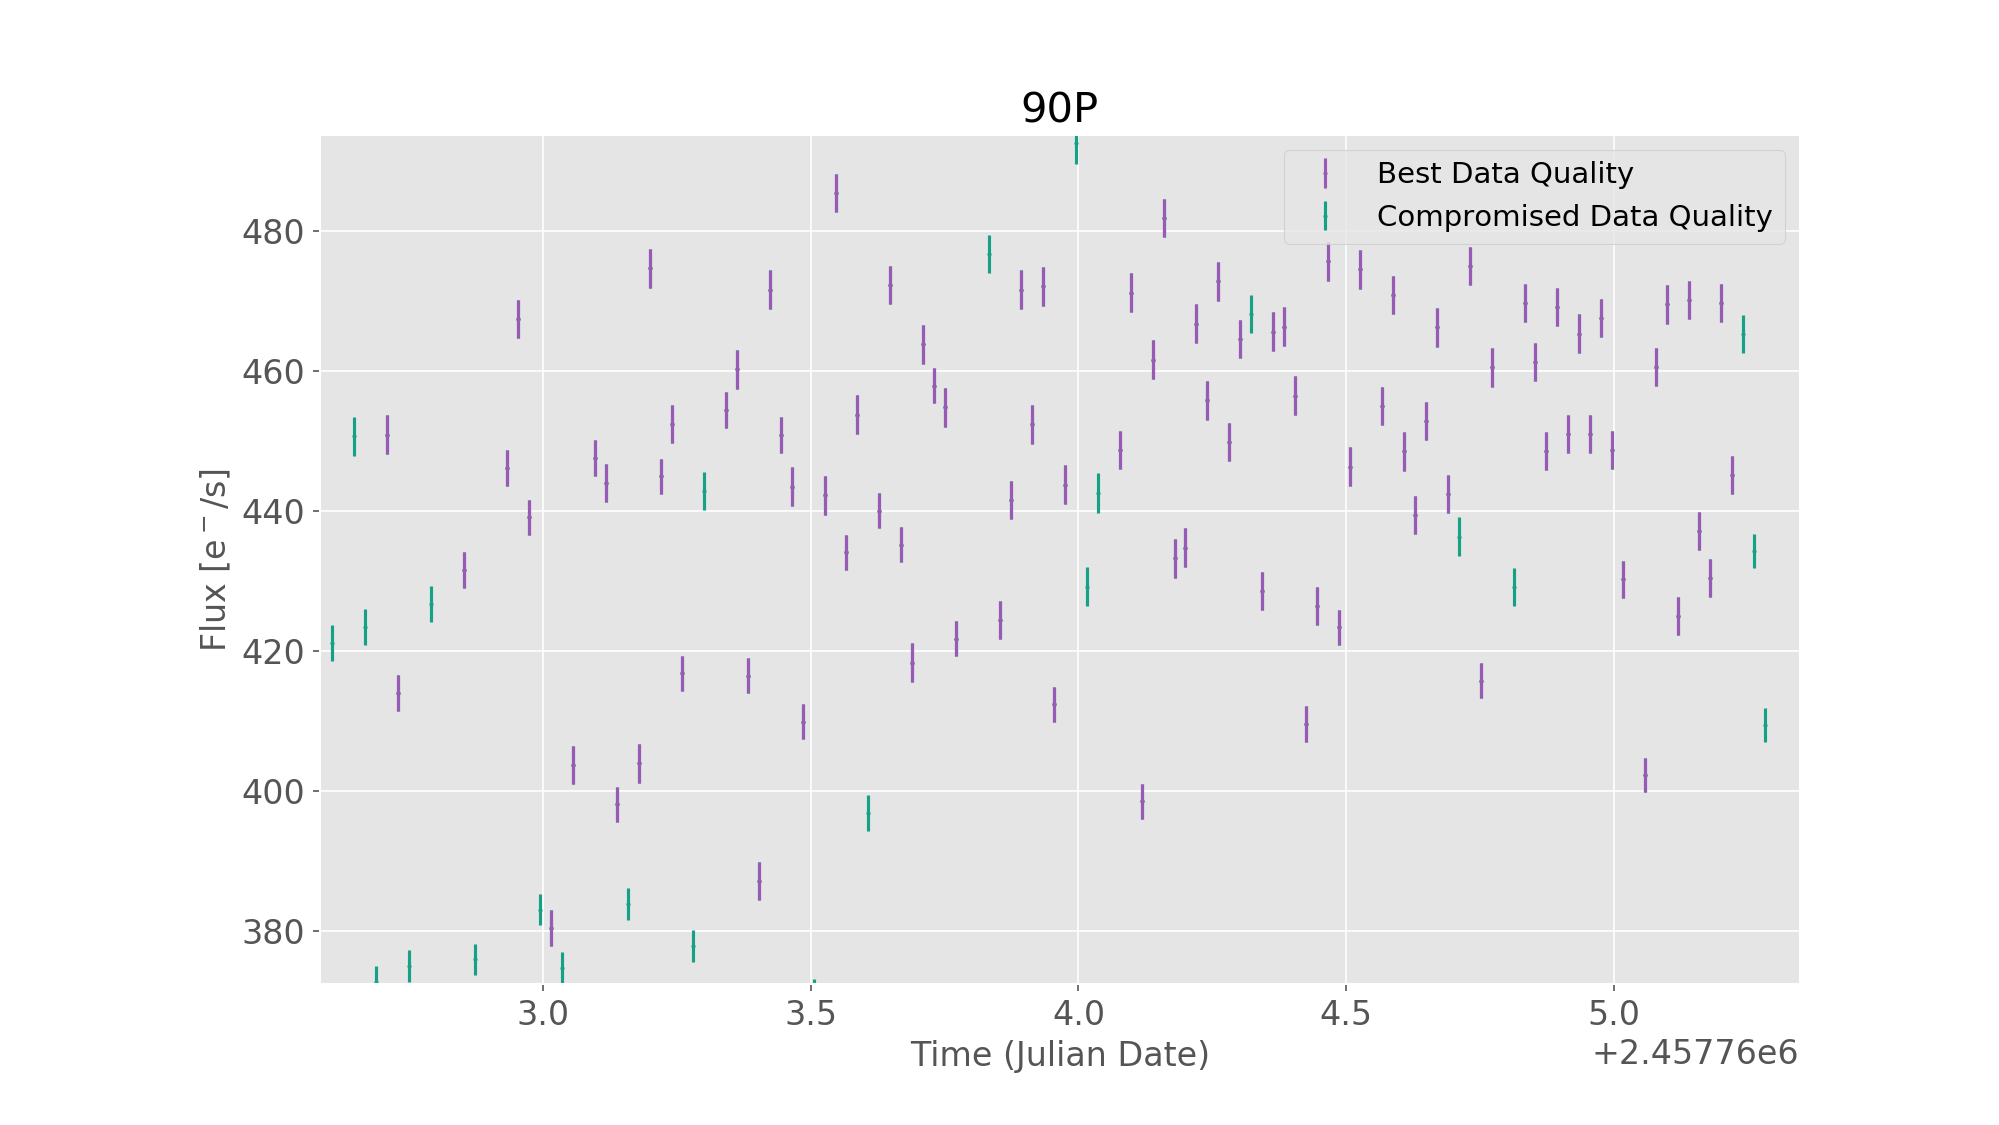 90P
Best Data Quality
Compromised Data Quality
480
460
440
420
400
380
Flux [e⁻/s]
3.0 3.5 4.0 4.5 5.0
Time (Julian Date)
+2.45776e6